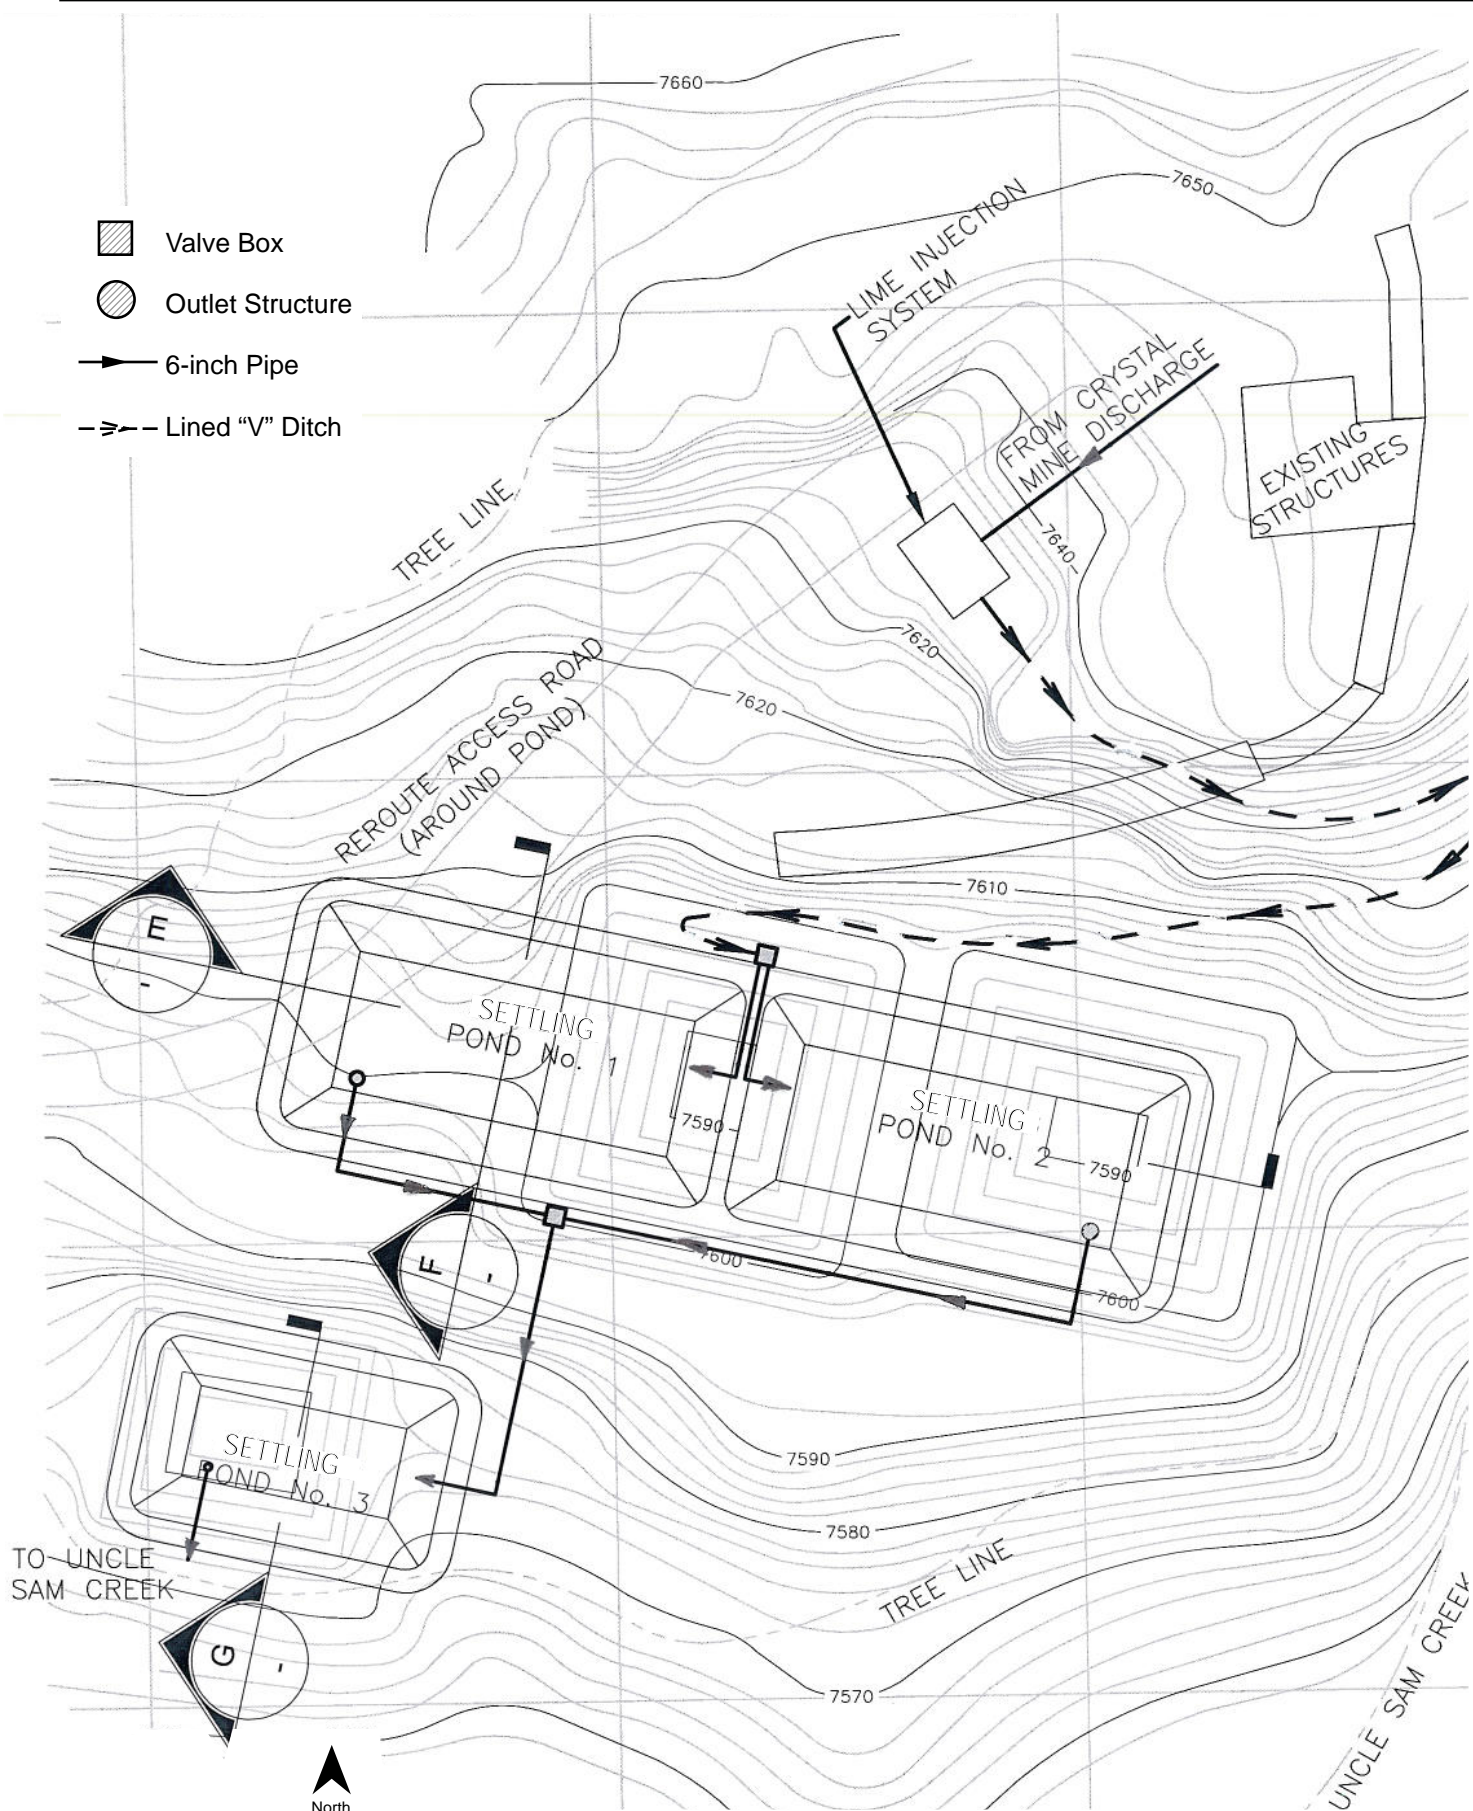 7660
7650
Valve Box
Outlet Structure
6-inch Pipe
Lined “V” Ditch
LIME INJECTION
SYSTEM
FROM CRYSTAL
MINE DISCHARGE
EXISTING
STRUCTURES
TREE LINE
7640
7620
7620
REROUTE ACCESS ROAD
(AROUND POND)
7610
E
-
SETTLING
POND No. 1
7590
SETTLING
POND No. 2
7590
F
-
7600
7600
SETTLING
POND No. 3
7590
7580
TO UNCLE
SAM CREEK
TREE LINE
G
-
7570
UNCLE SAM CREEK
North